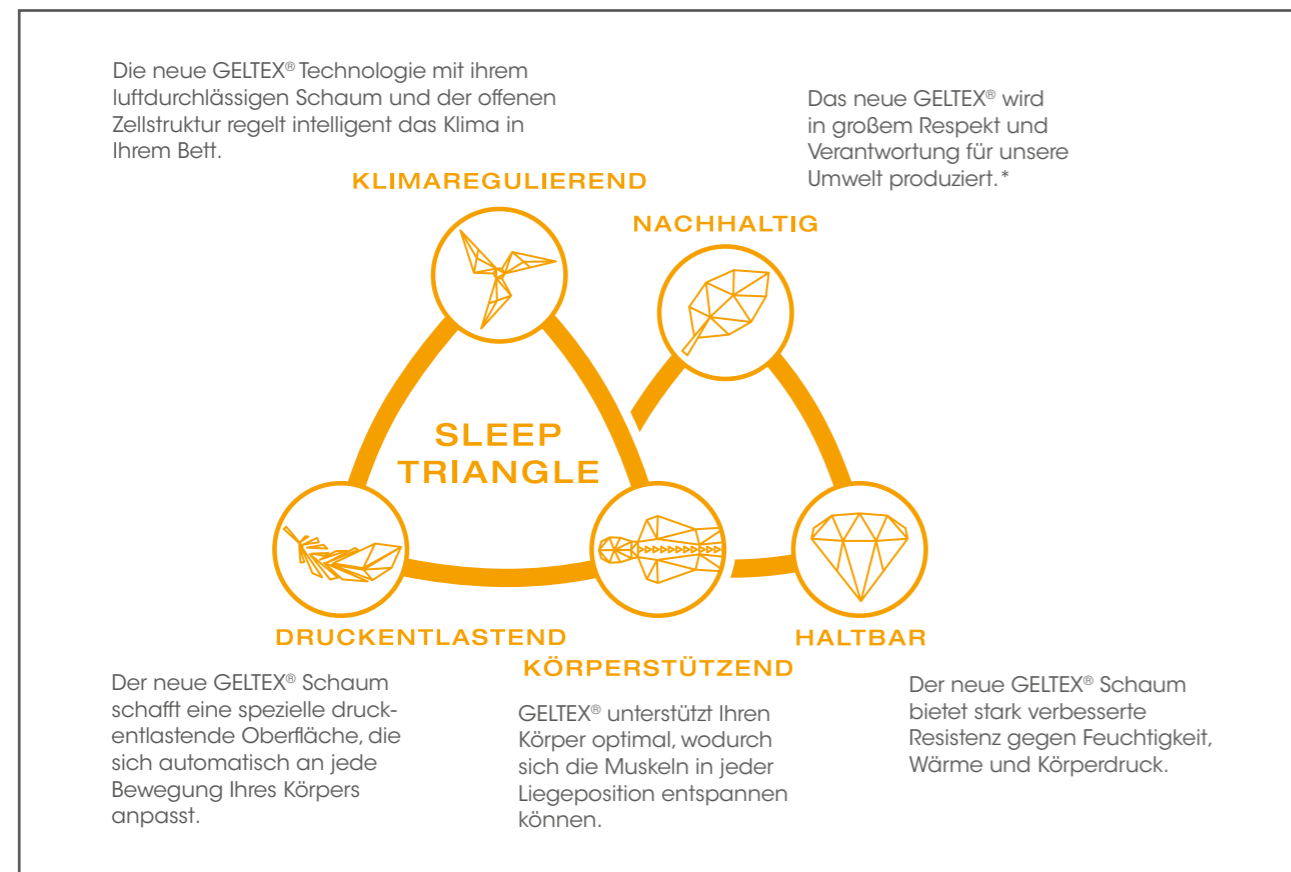 Die neue GELTEX® Technologie mit ihrem
luftdurchlässigen Schaum und der offenen
Zellstruktur regelt intelligent das Klima in
Ihrem Bett.
KLIMAREGULIEREND
Das neue GELTEX® wird
in großem Respekt und
Verantwortung für unsere
Umwelt produziert. *
NACHHALTIG
SLEEP
TRIANGLE
DRUCKENTLASTEND
Der neue GELTEX® Schaum
schafft eine spezielle druck-
entlastende Oberfläche, die
sich automatisch an jede
Bewegung Ihres Körpers
anpasst.
KÖRPERSTÜTZEND
GELTEX® unterstützt Ihren
Körper optimal, wodurch
sich die Muskeln in jeder
Liegeposition entspannen
können.
HALTBAR
Der neue GELTEX® Schaum
bietet stark verbesserte
Resistenz gegen Feuchtigkeit,
Wärme und Körperdruck.